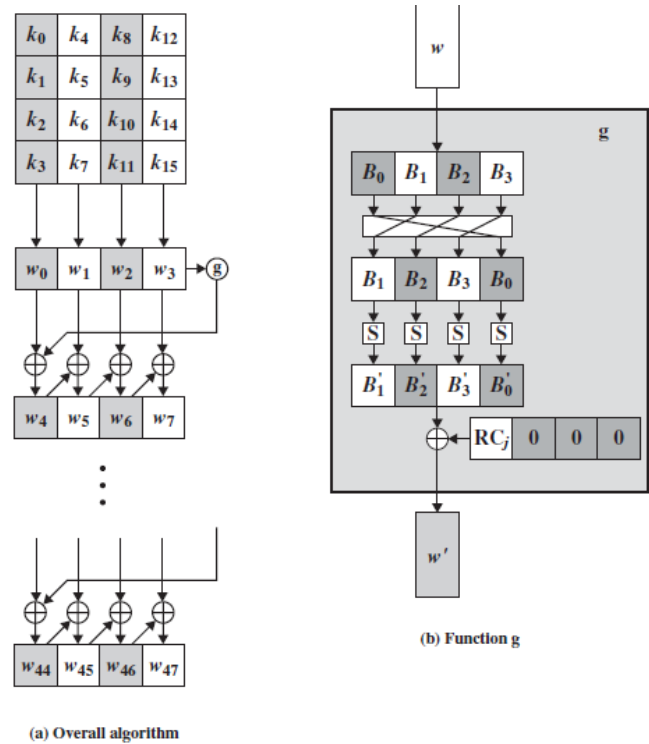 k0 k4 k8 k12
k1 k5 k9 k13
k2 k6 k10 k14
k3 k7 k11 k15
w0 w1 w2 w3 g
w4 w5 w6 w7
w44 w45 w46 w47
(a) Overall algorithm
w
g
B0 B1 B2 B3
B1 B2 B3 B0
S S S S
B'1 B'2 B'3 B'0
RCj 0 0 0
w'
(b) Function g